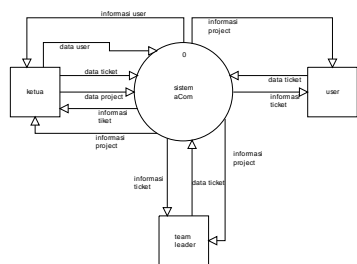 informasi user
informasi
project
data user
0
data ticket
ketua
data project
informasi
tiket
informasi
project
sistem
aCom
data ticket
user
informasi
ticket
informasi
project
informasi
ticket
data ticket
team
leader